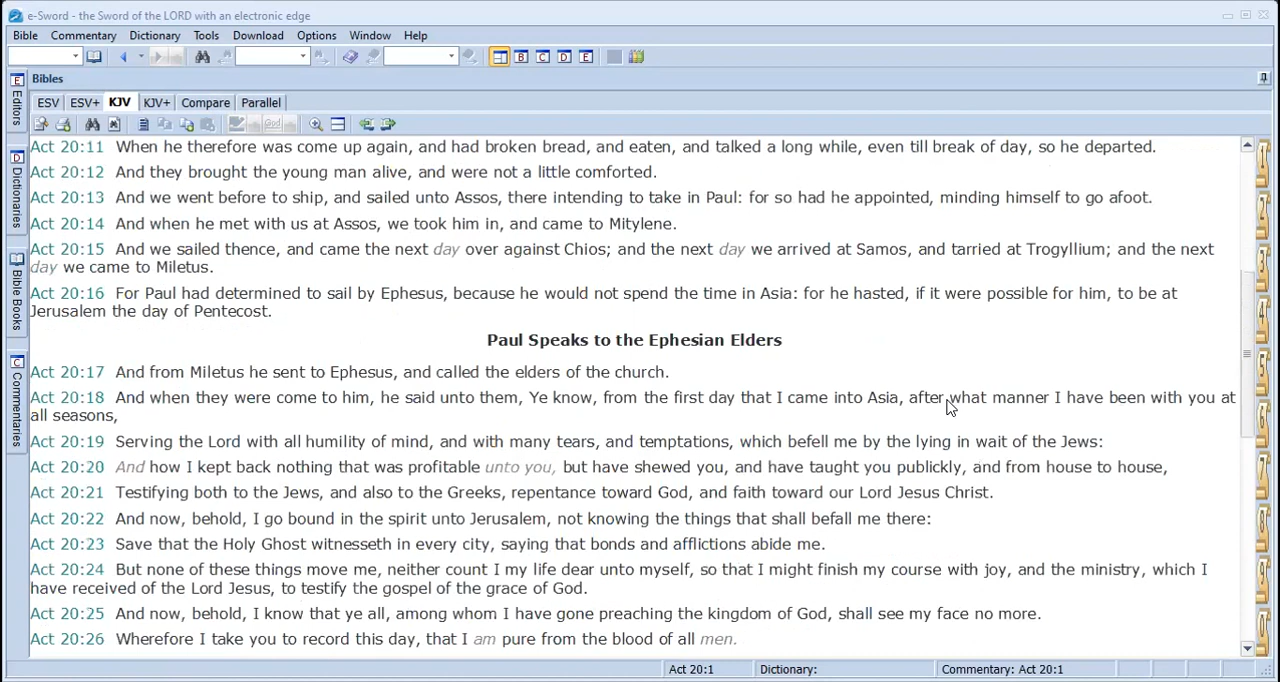 e-Sword - the Sword of the LORD with an electronic edge
Bible Commentary Dictionary Tools Download Options Window Help
B C D E
Bibles
ESV ESV+ KJV KJV+ Compare Parallel
God
E Editors
D Dictionaries
Bible Books
C Commentaries
Act 20:11 When he therefore was come up again, and had broken bread, and eaten, and talked a long while, even till break of day, so he departed.
Act 20:12 And they brought the young man alive, and were not a little comforted.
Act 20:13 And we went before to ship, and sailed unto Assos, there intending to take in Paul: for so had he appointed, minding himself to go afoot.
Act 20:14 And when he met with us at Assos, we took him in, and came to Mitylene.
Act 20:15 And we sailed thence, and came the next day over against Chios; and the next day we arrived at Samos, and tarried at Trogyllium; and the next
day we came to Miletus.
Act 20:16 For Paul had determined to sail by Ephesus, because he would not spend the time in Asia: for he hasted, if it were possible for him, to be at
Jerusalem the day of Pentecost.
Paul Speaks to the Ephesian Elders
Act 20:17 And from Miletus he sent to Ephesus, and called the elders of the church.
Act 20:18 And when they were come to him, he said unto them, Ye know, from the first day that I came into Asia, after what manner I have been with you at
all seasons,
Act 20:19 Serving the Lord with all humility of mind, and with many tears, and temptations, which befell me by the lying in wait of the Jews:
Act 20:20 And how I kept back nothing that was profitable unto you, but have shewed you, and have taught you publickly, and from house to house,
Act 20:21 Testifying both to the Jews, and also to the Greeks, repentance toward God, and faith toward our Lord Jesus Christ.
Act 20:22 And now, behold, I go bound in the spirit unto Jerusalem, not knowing the things that shall befall me there:
Act 20:23 Save that the Holy Ghost witnesseth in every city, saying that bonds and afflictions abide me.
Act 20:24 But none of these things move me, neither count I my life dear unto myself, so that I might finish my course with joy, and the ministry, which I
have received of the Lord Jesus, to testify the gospel of the grace of God.
Act 20:25 And now, behold, I know that ye all, among whom I have gone preaching the kingdom of God, shall see my face no more.
Act 20:26 Wherefore I take you to record this day, that I am pure from the blood of all men.
1
2
3
4
5
6
7
8
9
0
Act 20:1 Dictionary: Commentary: Act 20:1